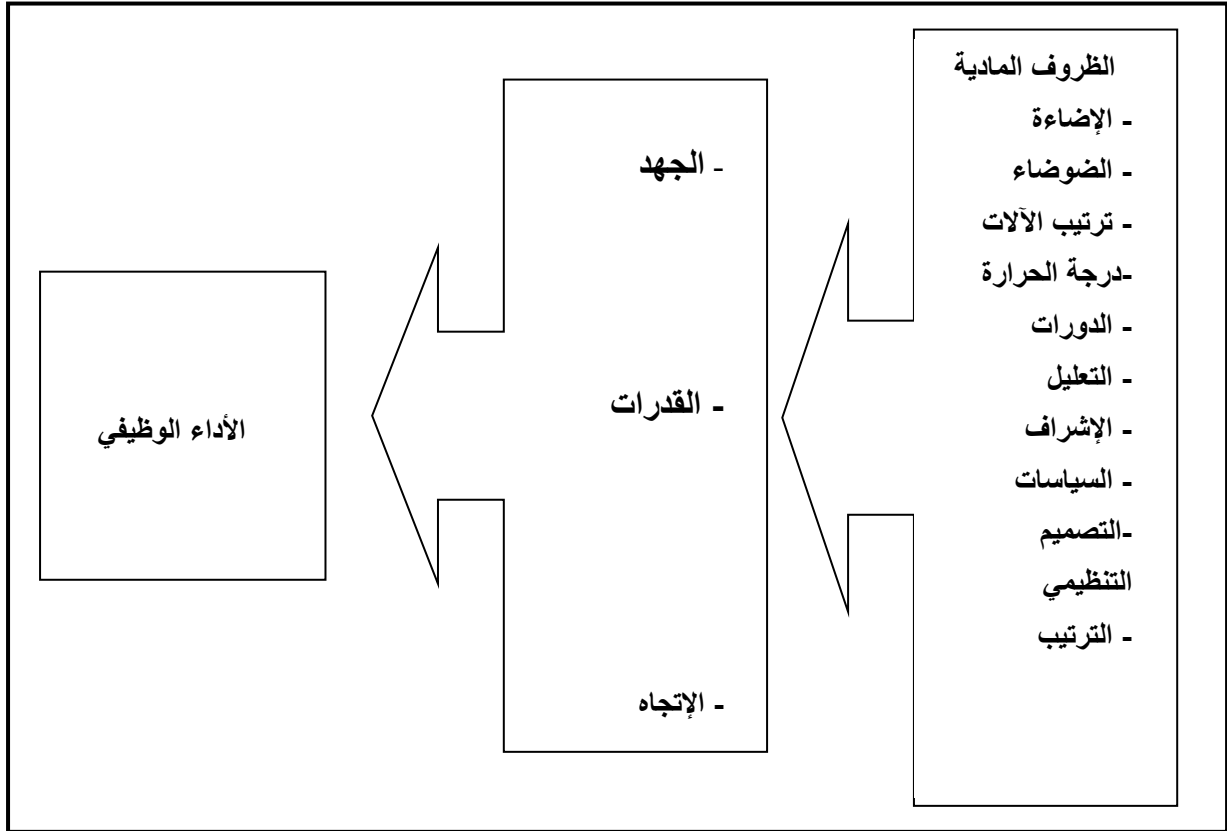 الظروف المادية
- الإضاءة
- الضوضاء
- ترتيب الآلات
-درجة الحرارة
- الدورات
- التعليل
- الإشراف
- السياسات
-التصميم
التنظيمي
- الترتيب
- الجهد
- القدرات
- الإتجاه
الأداء الوظيفي